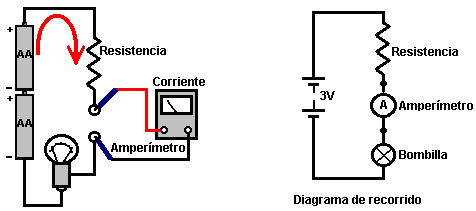 +
AA
−
+
AA
−
Resistencia
Corriente
Amperímetro
3V
Resistencia
A
Amperímetro
Bombilla
Diagrama de recorrido